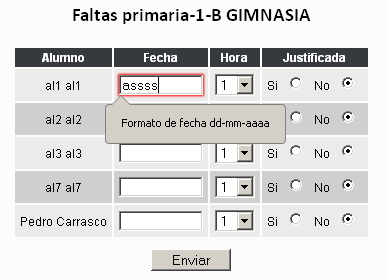 Faltas primaria-1-B GIMNASIA
Alumno Fecha Hora Justificada
al1 al1 assss 1 Si No
al2 al2 1 Si No
Formato de fecha dd-mm-aaaa
al3 al3 1 Si No
al7 al7 1 Si No
Pedro Carrasco 1 Si No
Enviar